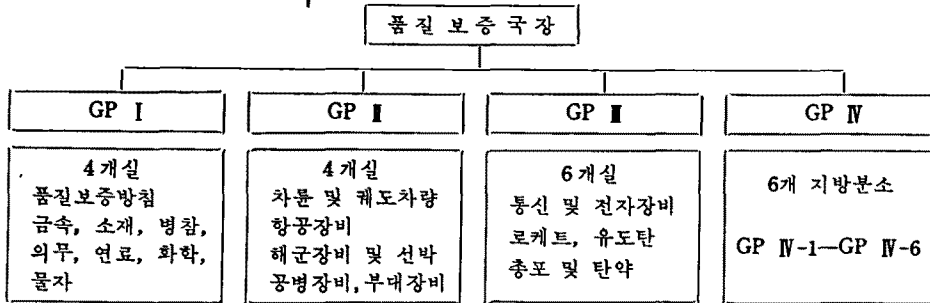 품질 보증국장
GP Ⅰ
GP Ⅱ
GP Ⅲ
GP Ⅳ
4개실
품질보증방침
금속, 소재, 병참,
의무, 연료, 화학,
물자
4개실
차륜 및 궤도차량
항공장비
해군장비 및 선박
공병장비,부대장비
6개실
통신 및 전자장비
로케트, 유도탄
총포 및 탄약
6개 지방분소
GP Ⅳ-1—GP Ⅳ-6